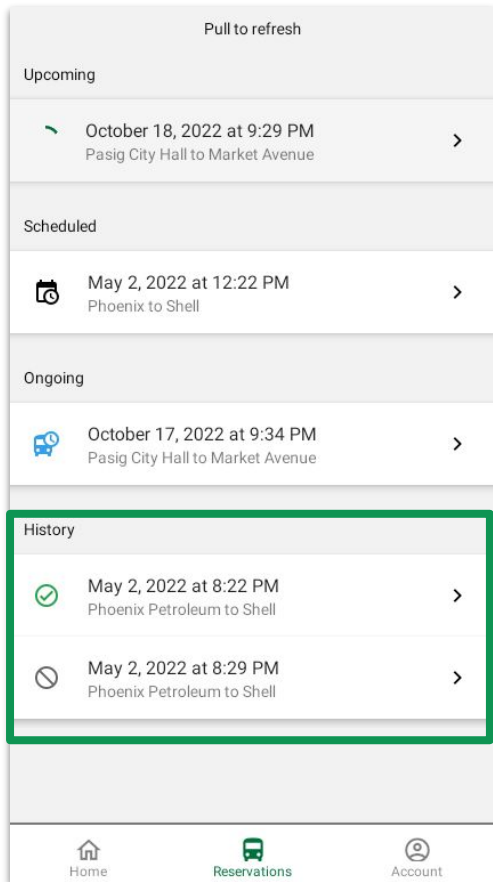 Pull to refresh
Upcoming
October 18, 2022 at 9:29 PM
Pasig City Hall to Market Avenue
Scheduled
May 2, 2022 at 12:22 PM
Phoenix to Shell
Ongoing
October 17, 2022 at 9:34 PM
Pasig City Hall to Market Avenue
History
May 2, 2022 at 8:22 PM
Phoenix Petroleum to Shell
May 2, 2022 at 8:29 PM
Phoenix Petroleum to Shell
Home Reservations Account